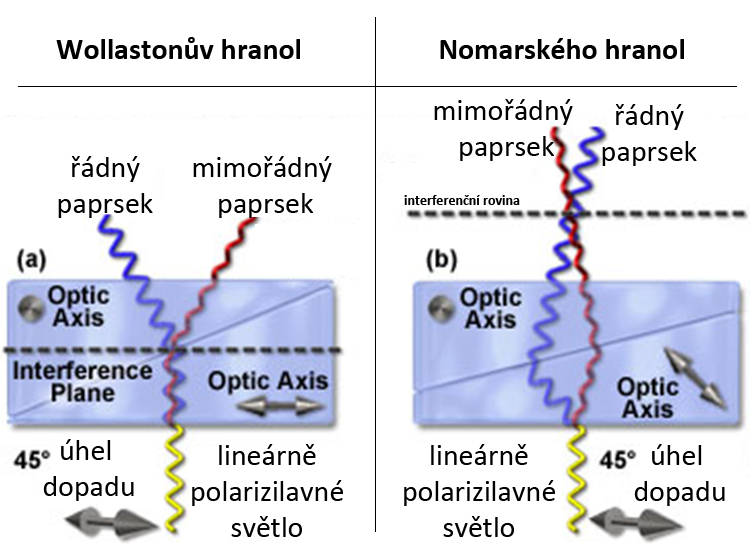 Wollastonův hranol
řádný
paprsek
mimořádný
paprsek
(a)
Optic
Axis
Interference
Plane
Optic Axis
45° úhel
dopadu
lineárně
polarizilavné
světlo
Nomarského hranol
mimořádný
paprsek
řádný
paprsek
interferenční rovina
(b)
Optic
Axis
Optic
Axis
lineárně
polarizilavné
světlo
45° úhel
dopadu